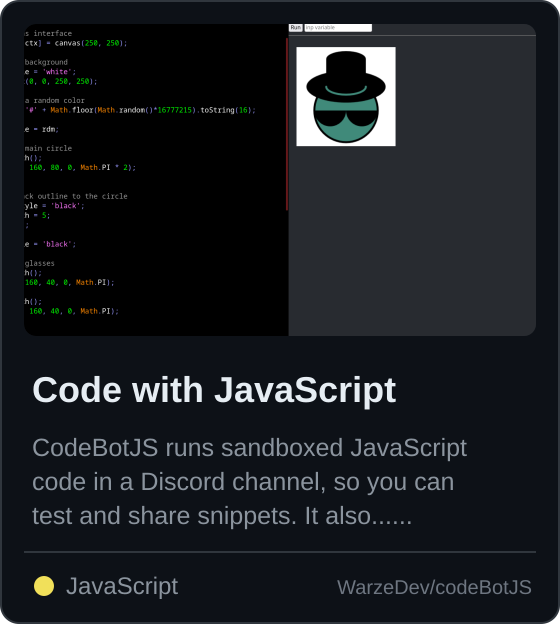 s interface
ctx] = canvas(250, 250);
background
e = 'white';
(0, 0, 250, 250);
a random color
'#' + Math.floor(Math.random()*16777215).toString(16);
e = rdm;
main circle
h();
160, 80, 0, Math.PI * 2);
ck outline to the circle
yle = 'black';
h = 5;
;
e = 'black';
glasses
h();
160, 40, 0, Math.PI);
h();
160, 40, 0, Math.PI);
Run
inp variable
Code with JavaScript
CodeBotJS runs sandboxed JavaScript
code in a Discord channel, so you can
test and share snippets. It also......
JavaScript
WarzeDev/codeBotJS